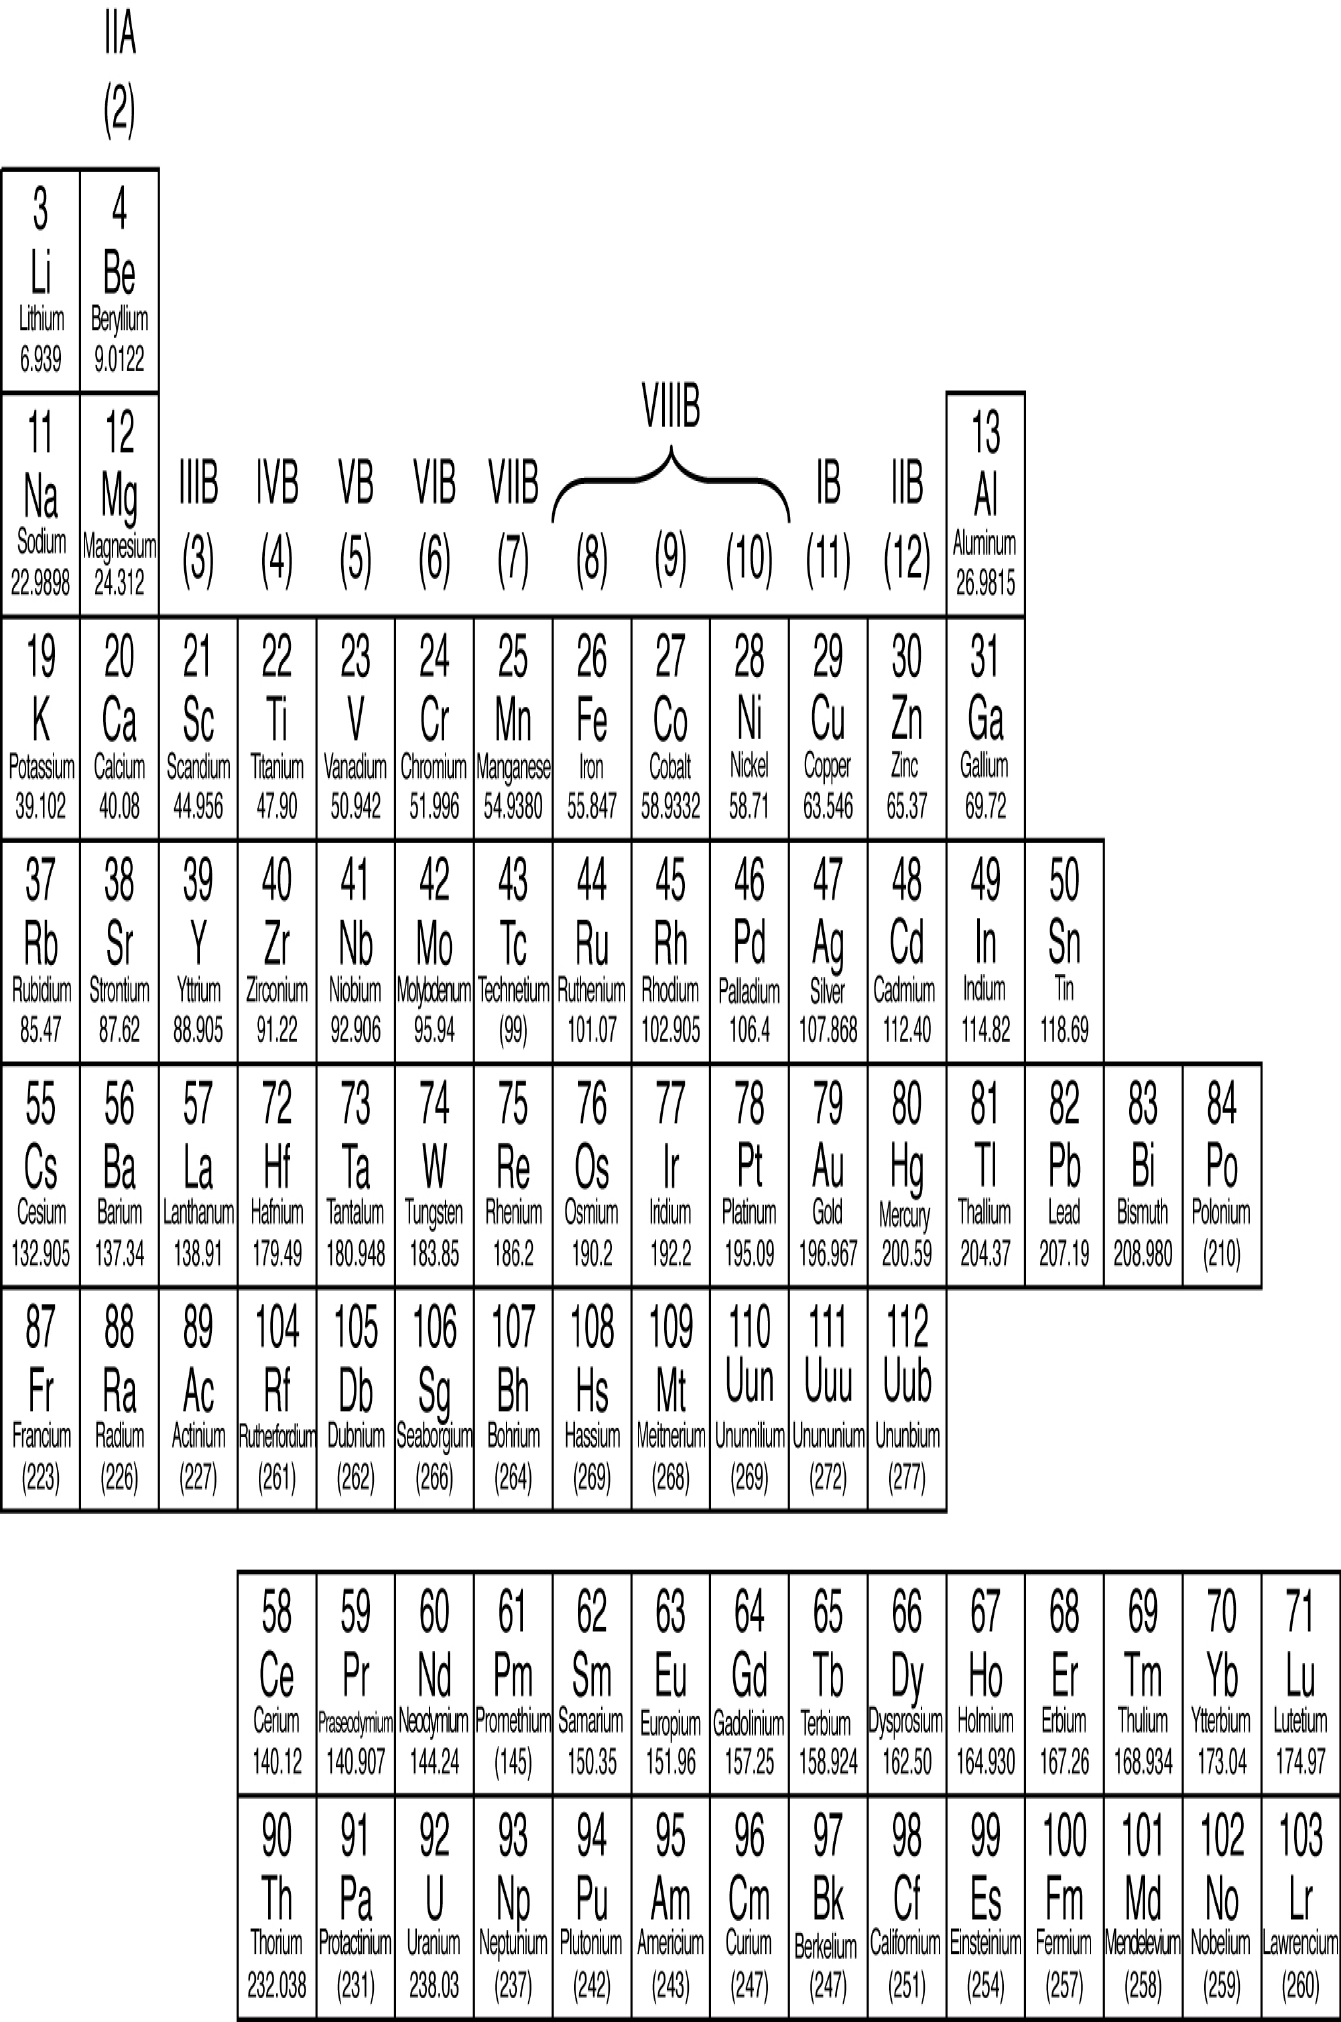 IIA
(2)
3 4
Li Be
Lithium Beryllium
6.939 9.0122
VIIIB
11 12 13
Na Mg IIIB IVB VB VIB VIIB IB IIB Al
Sodium Magnesium (3) (4) (5) (6) (7) (8) (9) (10) (11) (12) Aluminum
22.9898 24.312 26.9815
19 20 21 22 23 24 25 26 27 28 29 30 31
K Ca Sc Ti V Cr Mn Fe Co Ni Cu Zn Ga
Potassium Calcium Scandium Titanium Vanadium Chromium Manganese Iron Cobalt Nickel Copper Zinc Gallium
39.102 40.08 44.956 47.90 50.942 51.996 54.9380 55.847 58.9332 58.71 63.546 65.37 69.72
37 38 39 40 41 42 43 44 45 46 47 48 49 50
Rb Sr Y Zr Nb Mo Tc Ru Rh Pd Ag Cd In Sn
Rubidium Strontium Yttrium Zirconium Niobium Molybdenum Technetium Ruthenium Rhodium Palladium Silver Cadmium Indium Tin
85.47 87.62 88.905 91.22 92.906 95.94 (99) 101.07 102.905 106.4 107.868 112.40 114.82 118.69
55 56 57 72 73 74 75 76 77 78 79 80 81 82 83 84
Cs Ba La Hf Ta W Re Os Ir Pt Au Hg Tl Pb Bi Po
Cesium Barium Lanthanum Hafnium Tantalum Tungsten Rhenium Osmium Iridium Platinum Gold Mercury Thallium Lead Bismuth Polonium
132.905 137.34 138.91 179.49 180.948 183.85 186.2 190.2 192.2 195.09 196.967 200.59 204.37 207.19 208.980 (210)
87 88 89 104 105 106 107 108 109 110 111 112
Fr Ra Ac Rf Db Sg Bh Hs Mt Uun Uuu Uub
Francium Radium Actinium Rutherfordium Dubnium Seaborgium Bohrium Hassium Meitnerium Ununnilium Unununium Ununbium
(223) (226) (227) (261) (262) (266) (264) (269) (268) (269) (272) (277)
58 59 60 61 62 63 64 65 66 67 68 69 70 71
Ce Pr Nd Pm Sm Eu Gd Tb Dy Ho Er Tm Yb Lu
Cerium Praseodymium Neodymium Promethium Samarium Europium Gadolinium Terbium Dysprosium Holmium Erbium Thulium Ytterbium Lutetium
140.12 140.907 144.24 (145) 150.35 151.96 157.25 158.924 162.50 164.930 167.26 168.934 173.04 174.97
90 91 92 93 94 95 96 97 98 99 100 101 102 103
Th Pa U Np Pu Am Cm Bk Cf Es Fm Md No Lr
Thorium Protactinium Uranium Neptunium Plutonium Americium Curium Berkelium Californium Einsteinium Fermium Mendelevium Nobelium Lawrencium
232.038 (231) 238.03 (237) (242) (243) (247) (247) (251) (254) (257) (258) (259) (260)